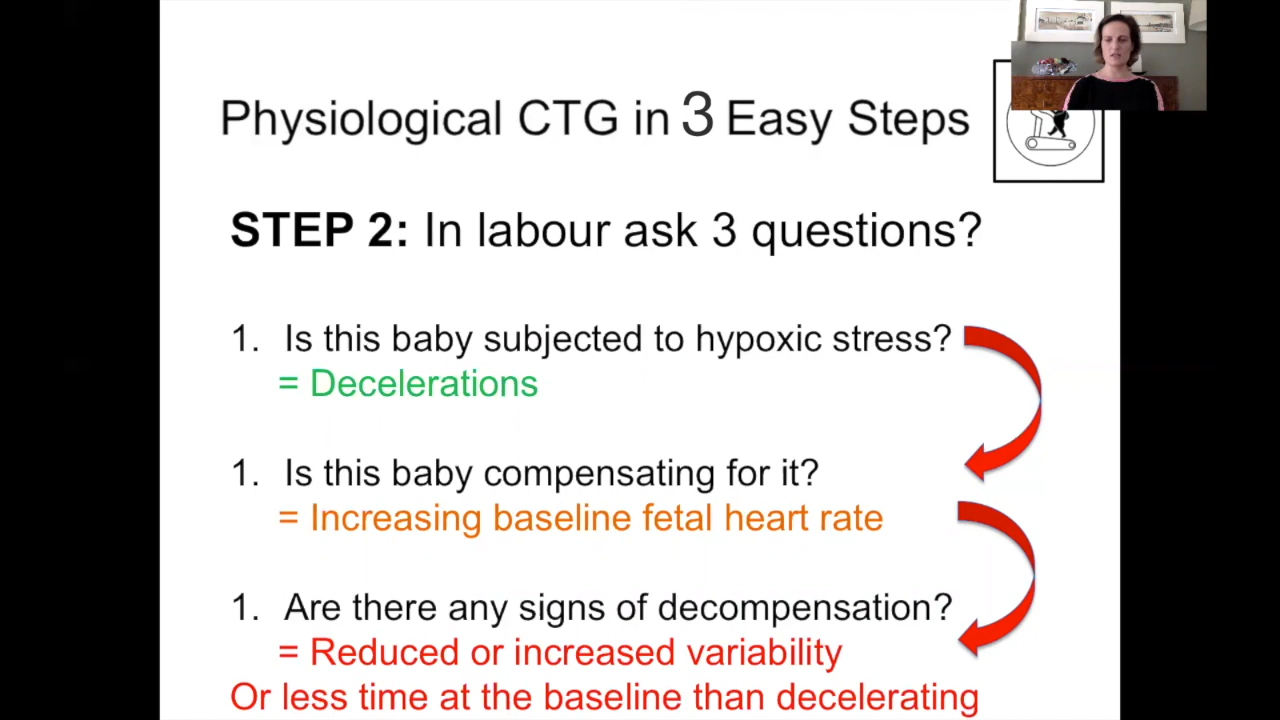 Physiological CTG in 3 Easy Steps
STEP 2: In labour ask 3 questions?
1. Is this baby subjected to hypoxic stress?
= Decelerations
1. Is this baby compensating for it?
= Increasing baseline fetal heart rate
1. Are there any signs of decompensation?
= Reduced or increased variability
Or less time at the baseline than decelerating